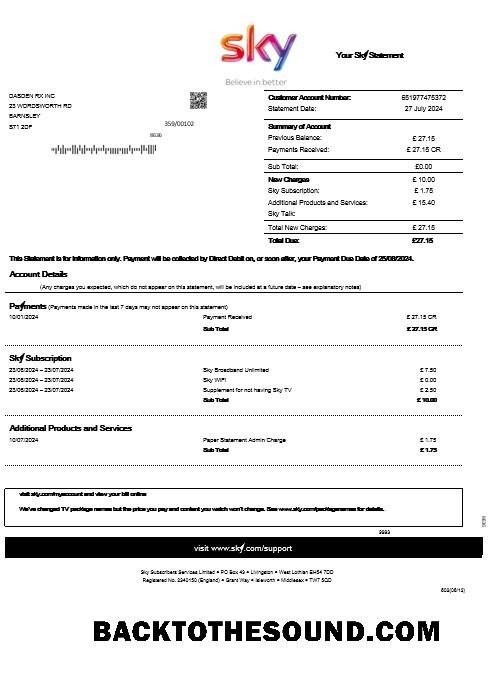 sky
Believe in better
Your Sky Statement
DASDEN RX INC
23 WORDSWORTH RD
BARNSLEY
S71 2DF
359/00102
8636
Customer Account Number: 651977475372
Statement Date: 27 July 2024
Summary of Account
Previous Balance: £ 27.15
Payments Received: £ 27.15 CR
Sub Total: £0.00
New Charges £ 10.00
Sky Subscription: £ 1.75
Additional Products and Services: £ 15.40
Sky Talk:
Total New Charges: £ 27.15
Total Due: £27.15
This Statement is for information only. Payment will be collected by Direct Debit on, or soon after, your Payment Due Date of 25/08/2024.
Account Details
(Any charges you expected, which do not appear on this statement, will be included at a future date – see explanatory notes)
Payments (Payments made in the last 7 days may not appear on this statement)
10/01/2024 Payment Received £ 27.15 CR
Sub Total £ 27.15 CR
Sky Subscription
23/06/2024 – 23/07/2024 Sky Broadband Unlimited £ 7.50
23/06/2024 – 23/07/2024 Sky WIFI £ 0.00
23/06/2024 – 23/07/2024 Supplement for not having Sky TV £ 2.50
Sub Total £ 10.00
Additional Products and Services
10/07/2024 Paper Statement Admin Charge £ 1.75
Sub Total £ 1.75
visit sky.com/myaccount and view your bill online
We've changed TV package names but the price you pay and content you watch won't change. See www.sky.com/packagenames for details.
visit www.sky.com/support
Sky Subscribers Services Limited • PO Box 43 • Livingston • West Lothian EH54 7DD
Registered No. 2340150 (England) • Grant Way • Isleworth • Middlesex • TW7 5QD
BACKTOTHESOUND.COM